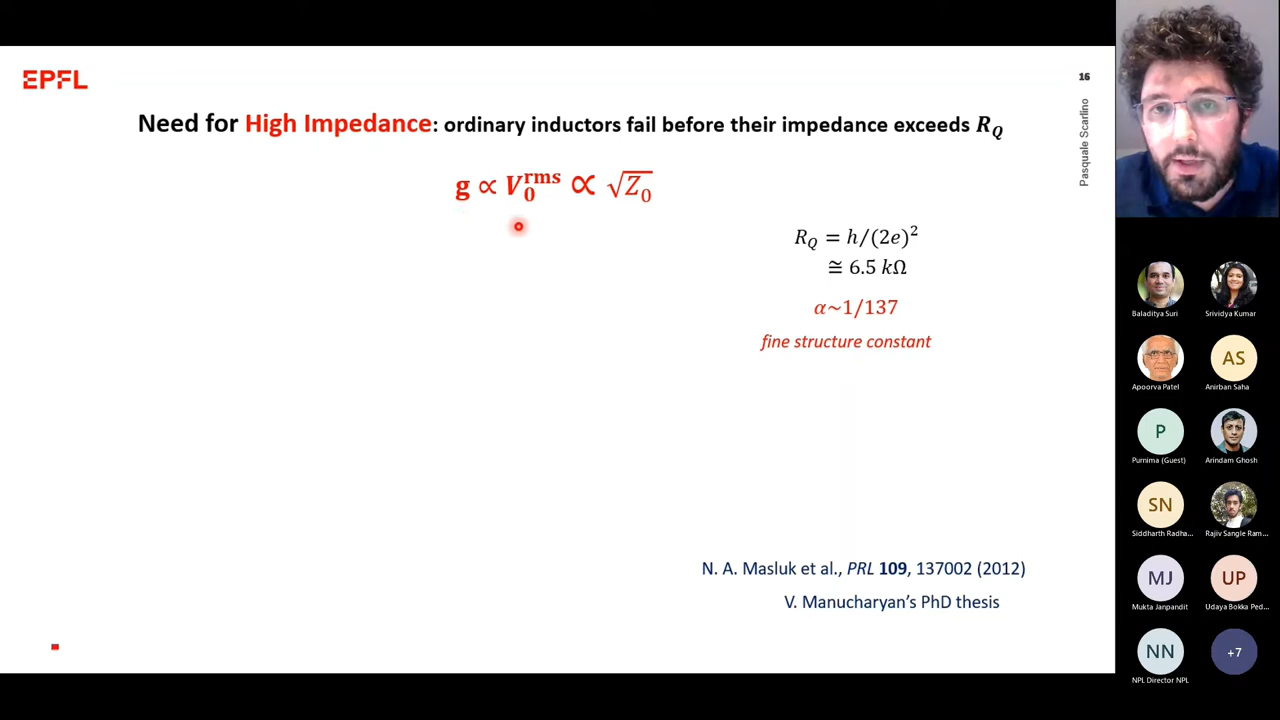 EPFL
16
Pasquale Scarlino
Need for High Impedance: ordinary inductors fail before their impedance exceeds R_Q
g ∝ V_0^rms ∝ √Z_0
R_Q = h/(2e)^2
≅ 6.5 kΩ
α~1/137
fine structure constant
N. A. Masluk et al., PRL 109, 137002 (2012)
V. Manucharyan's PhD thesis
Baladitya Suri
Srividya Kumar
Apoorva Patel
AS
Anirban Saha
P
Purnima (Guest)
Arindam Ghosh
SN
Siddharth Radha...
Rajiv Sangle Ram...
MJ
Mukta Janpandit
UP
Udaya Bokka Ped...
NN
NPL Director NPL
+7